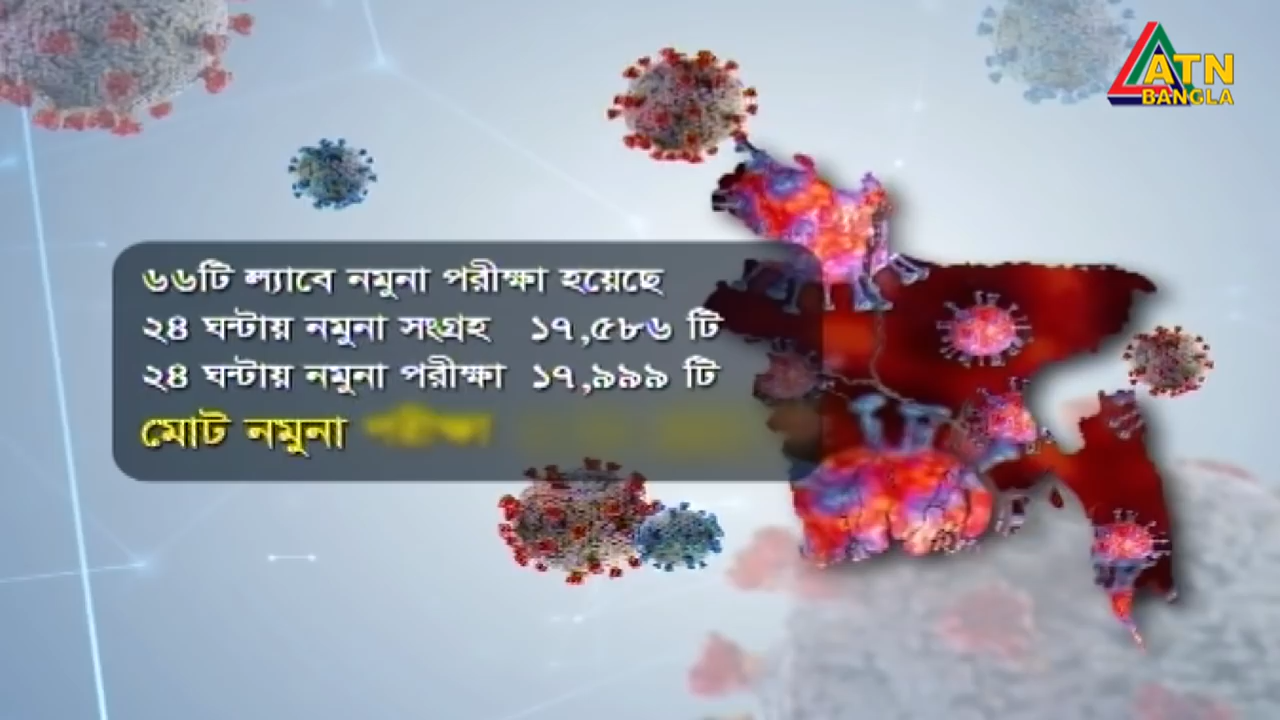 ATN
BANGLA
৬৬টি ল্যাবে নমুনা পরীক্ষা হয়েছে
২৪ ঘন্টায় নমুনা সংগ্রহ ১৭,৫৮৬ টি
২৪ ঘন্টায় নমুনা পরীক্ষা ১৭,৯৯৯ টি
মোট নমুনা পরীক্ষা